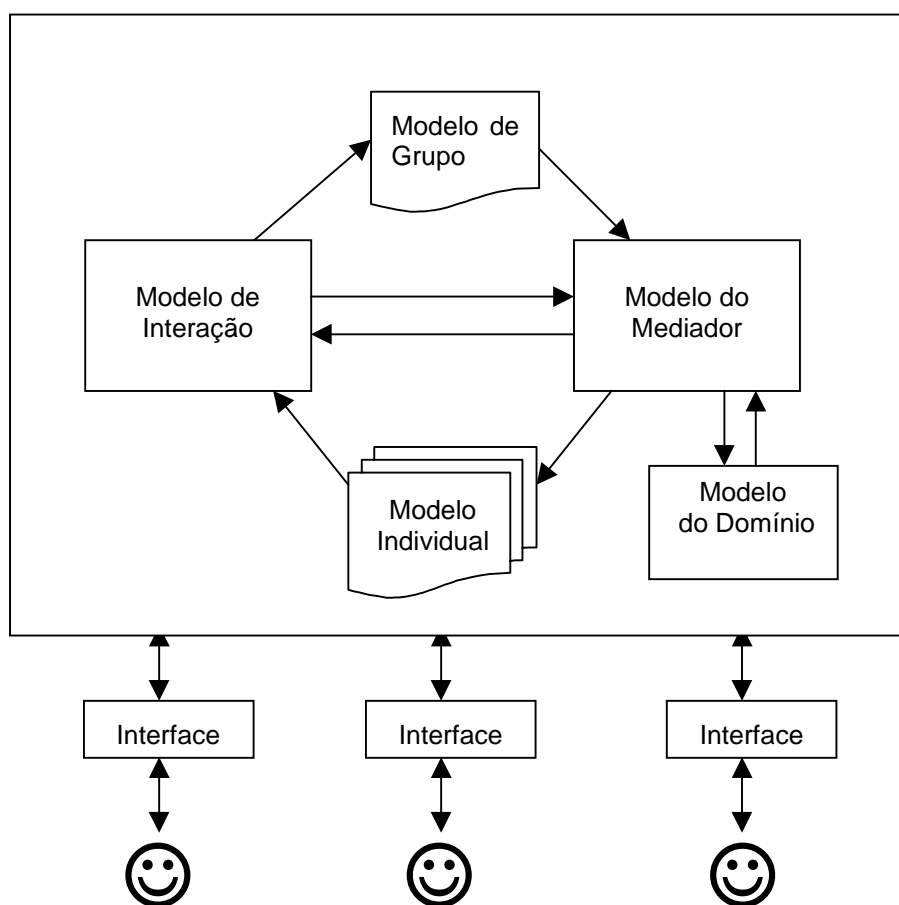 Modelo de
Grupo
Modelo de
Interação
Modelo do
Mediador
Modelo
Individual
Modelo
do Domínio
Interface
Interface
Interface